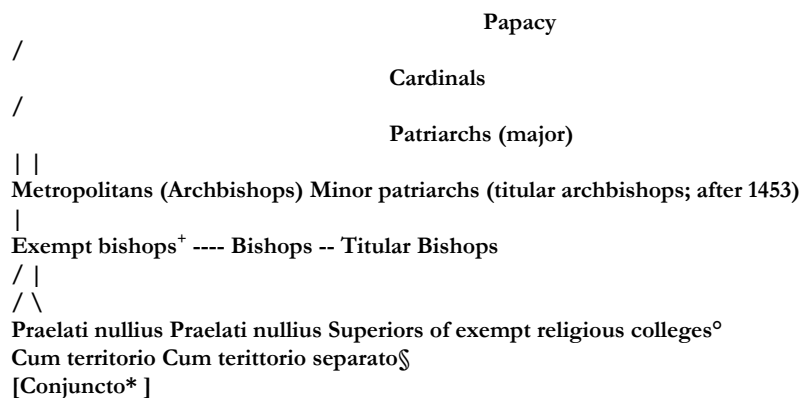 Papacy
/
Cardinals
/
Patriarchs (major)
| |
Metropolitans (Archbishops) Minor patriarchs (titular archbishops; after 1453)
|
Exempt bishops+ ---- Bishops -- Titular Bishops
/ |
/ \
Praelati nullius Praelati nullius Superiors of exempt religious colleges°
Cum territorio Cum terittorio separato§
[Conjuncto* ]